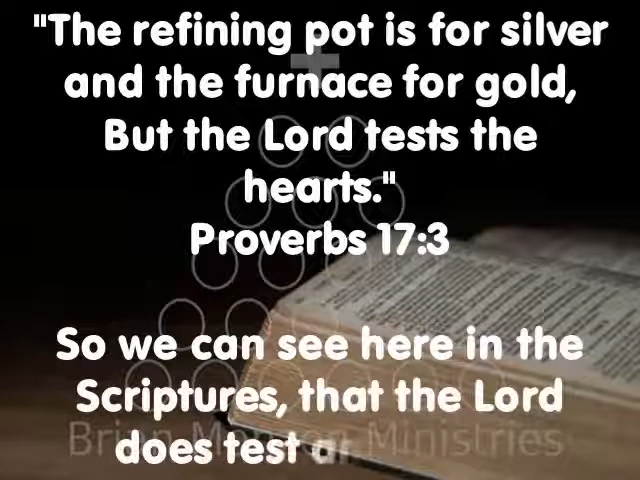 "The refining pot is for silver
and the furnace for gold,
But the Lord tests the
hearts."
Proverbs 17:3
So we can see here in the
Scriptures, that the Lord
does test
Ministries